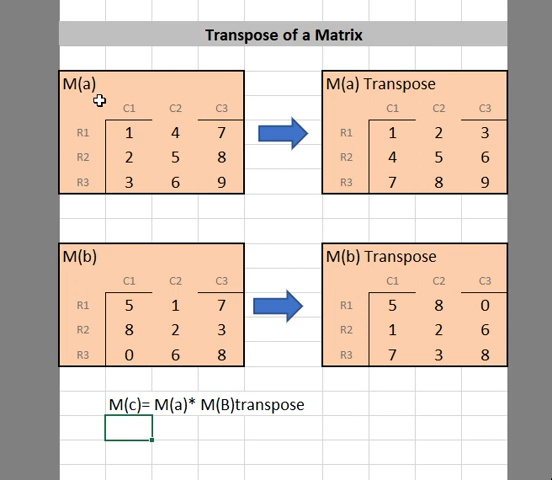 Transpose of a Matrix
M(a) M(a) Transpose
C1 C2 C3 C1 C2 C3
R1 1 4 7 R1 1 2 3
R2 2 5 8 R2 4 5 6
R3 3 6 9 R3 7 8 9
M(b) M(b) Transpose
C1 C2 C3 C1 C2 C3
R1 5 1 7 R1 5 8 0
R2 8 2 3 R2 1 2 6
R3 0 6 8 R3 7 3 8
M(c)= M(a)* M(B)transpose